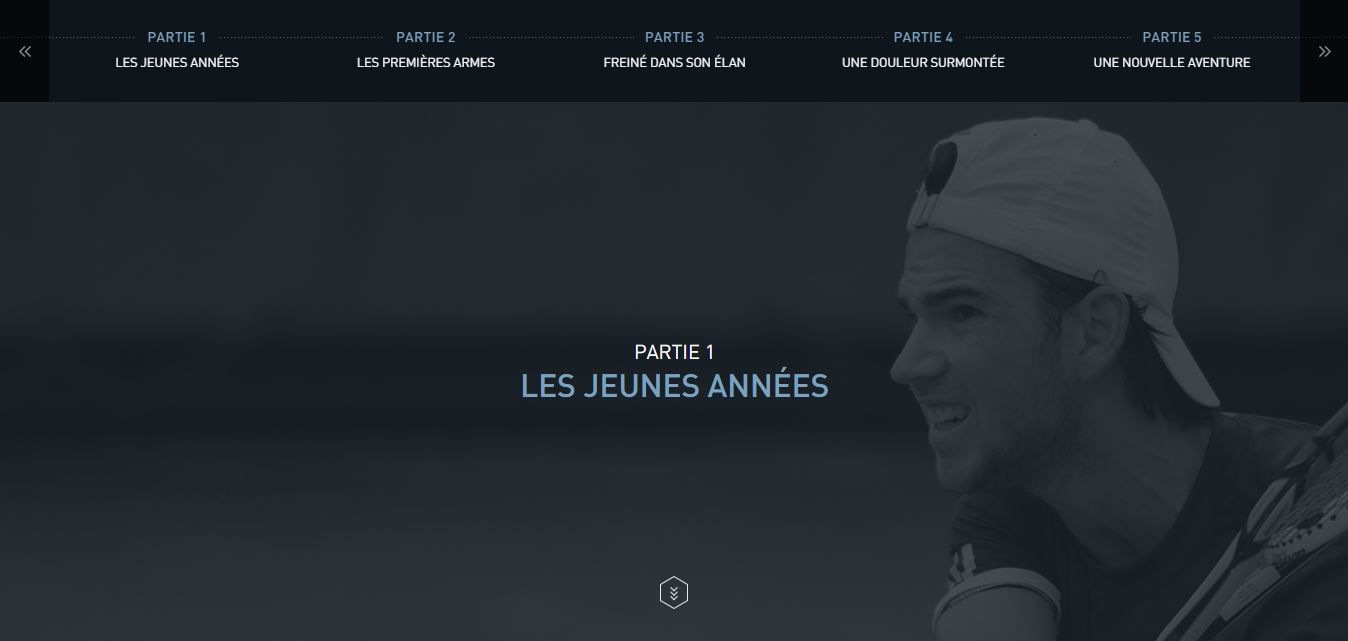 PARTIE 1
LES JEUNES ANNÉES
PARTIE 2
LES PREMIÈRES ARMES
PARTIE 3
FREINÉ DANS SON ÉLAN
PARTIE 4
UNE DOULEUR SURMONTÉE
PARTIE 5
UNE NOUVELLE AVENTURE
PARTIE 1
LES JEUNES ANNÉES